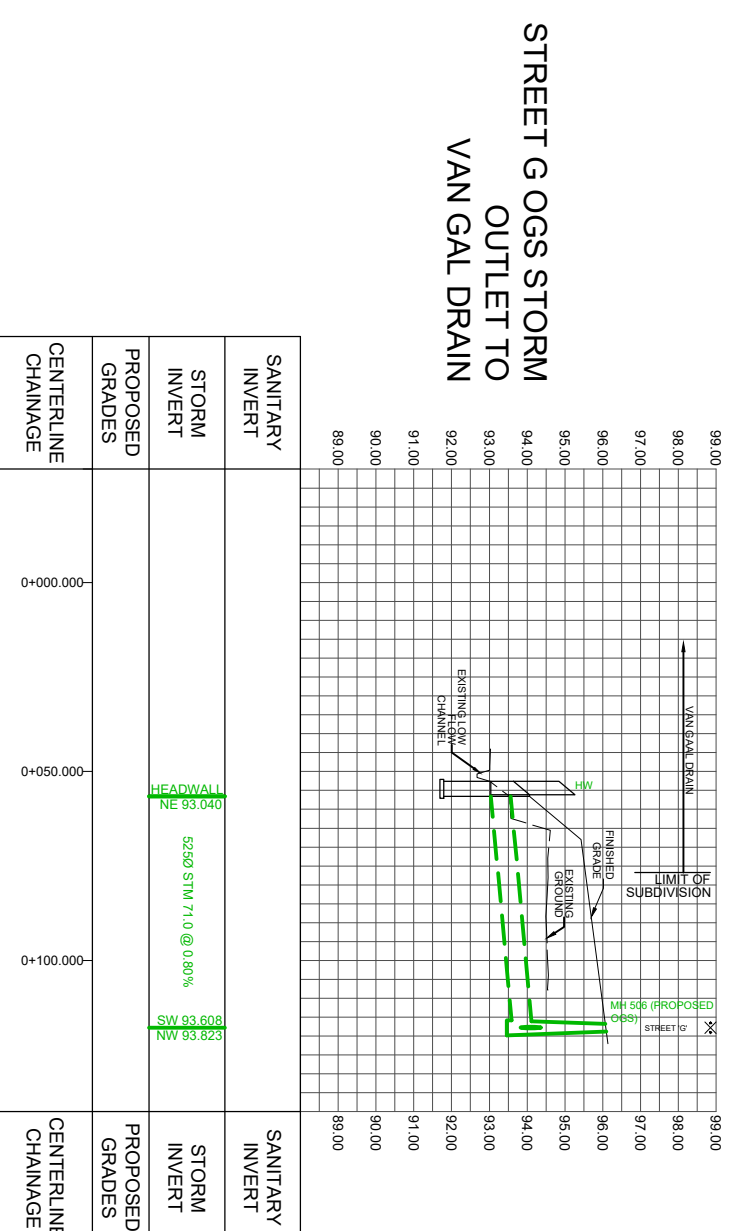 STREET G OGS STORM
OUTLET TO
VAN GAL DRAIN
99.00
98.00
97.00
96.00
95.00
94.00
93.00
92.00
91.00
90.00
89.00
VAN GAAL DRAIN
LIMIT OF
SUBDIVISION
HW
FINISHED
GRADE
EXISTING
GROUND
EXISTING LOW
FLOW
CHANNEL
MH 506 (PROPOSED
OGS)
STREET 'G'
99.00
98.00
97.00
96.00
95.00
94.00
93.00
92.00
91.00
90.00
89.00
SANITARY
INVERT
SANITARY
INVERT
STORM
INVERT
HEADWALL
NE 93.040
525Ø STM 71.0 @ 0.80%
SW 93.608
NW 93.823
STORM
INVERT
PROPOSED
GRADES
PROPOSED
GRADES
CENTERLINE
CHAINAGE
0+000.000
0+050.000
0+100.000
CENTERLINE
CHAINAGE